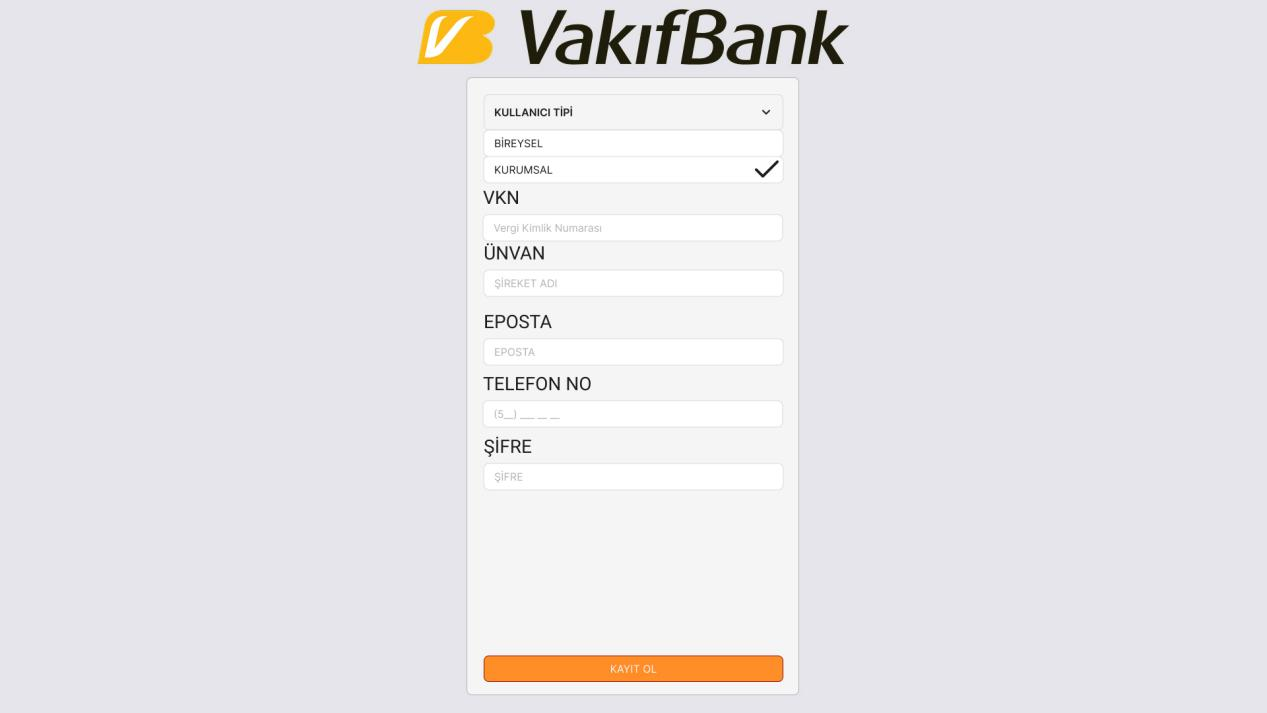 VakıfBank
KULLANICI TİPİ
BİREYSEL
KURUMSAL
VKN
Vergi Kimlik Numarası
ÜNVAN
ŞİREKET ADI
EPOSTA
EPOSTA
TELEFON NO
(5__) ___ __ __
ŞİFRE
ŞİFRE
KAYIT OL